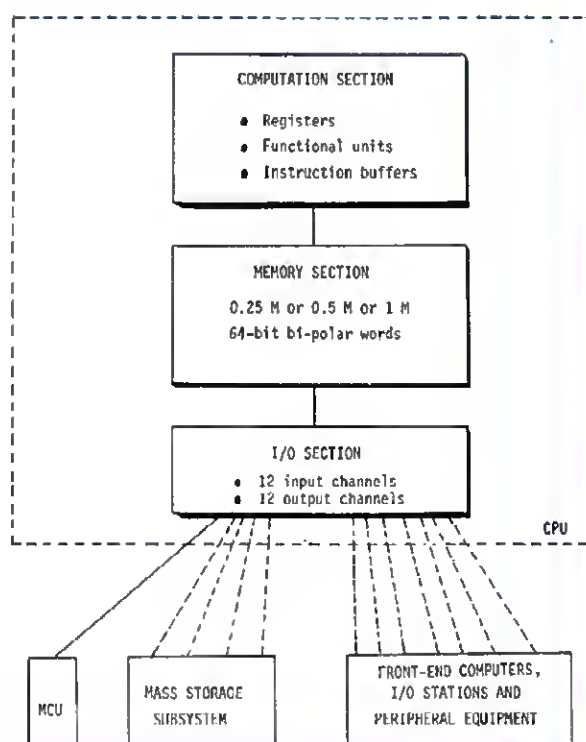 COMPUTATION SECTION
• Registers
• Functional units
• Instruction buffers
MEMORY SECTION
0.25 M or 0.5 M or 1 M
64-bit bi-polar words
I/O SECTION
• 12 input channels
• 12 output channels
CPU
MCU
MASS STORAGE
SUBSYSTEM
FRONT-END COMPUTERS,
I/O STATIONS AND
PERIPHERAL EQUIPMENT